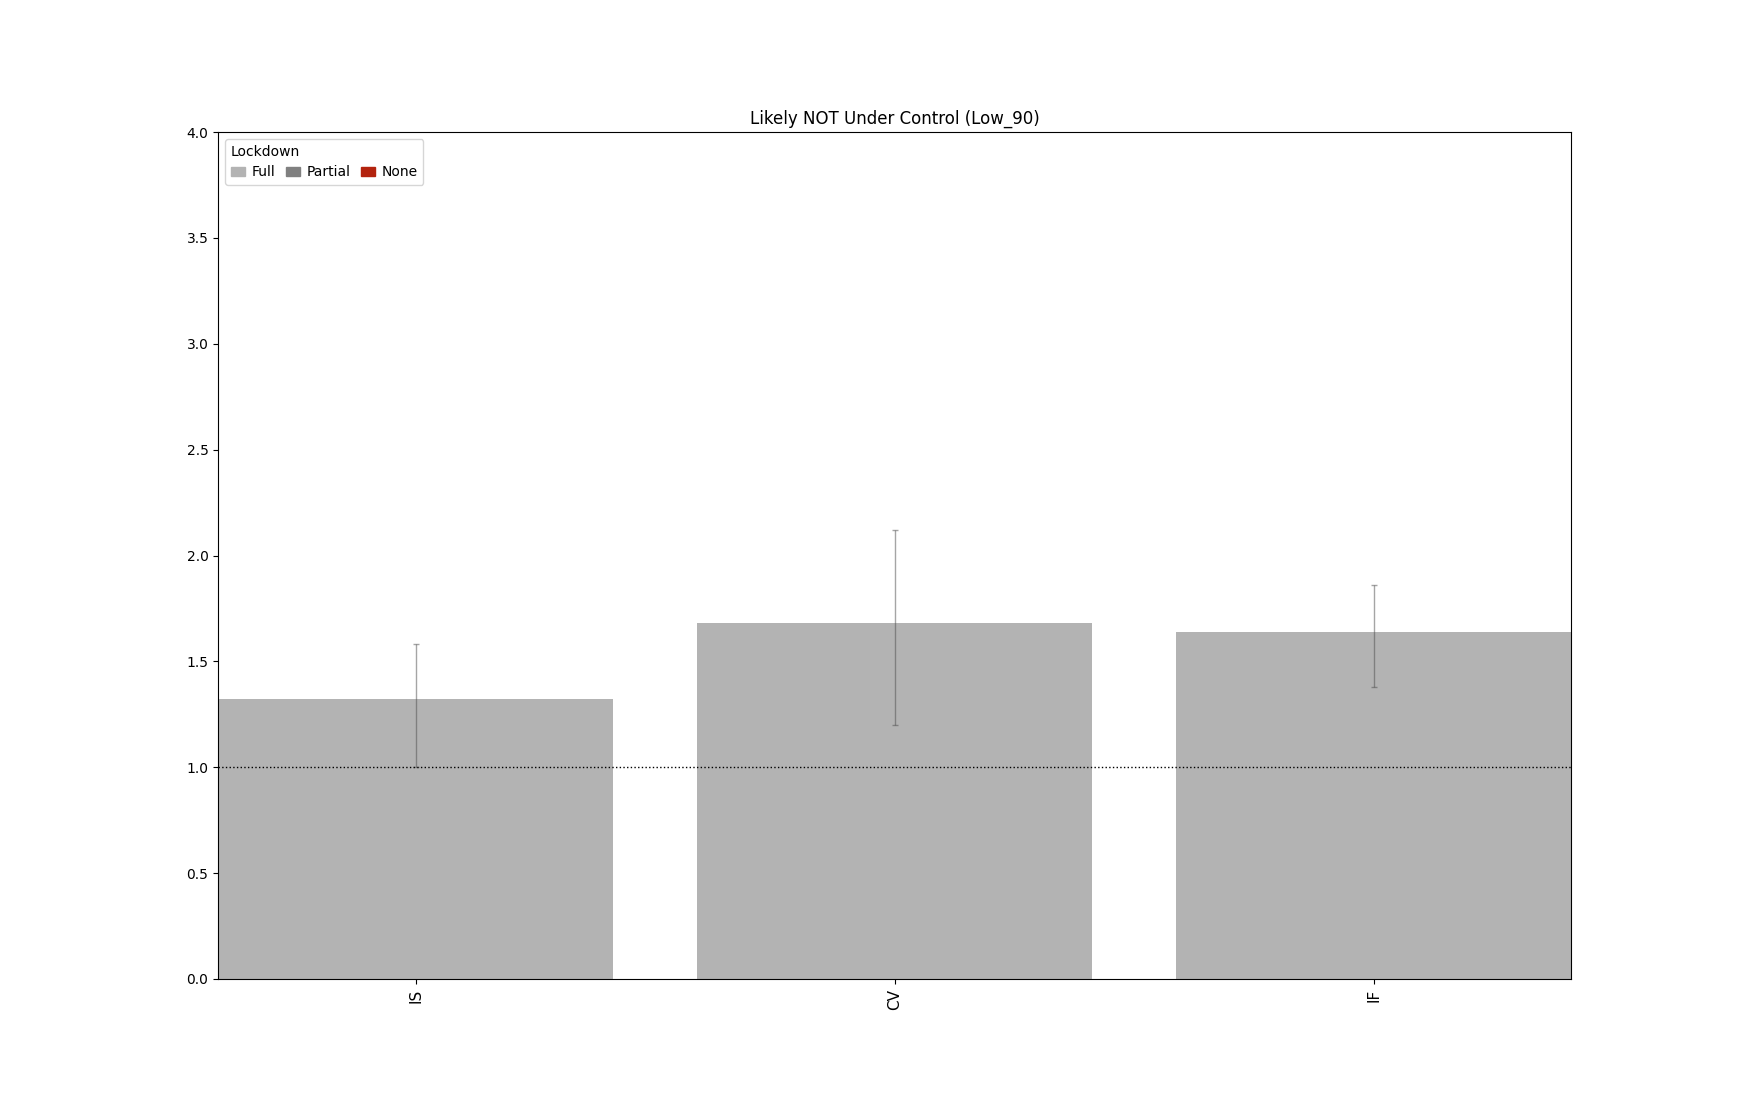 Likely NOT Under Control (Low_90)
Lockdown
Full Partial None
4.0
3.5
3.0
2.5
2.0
1.5
1.0
0.5
0.0
IS CV IF